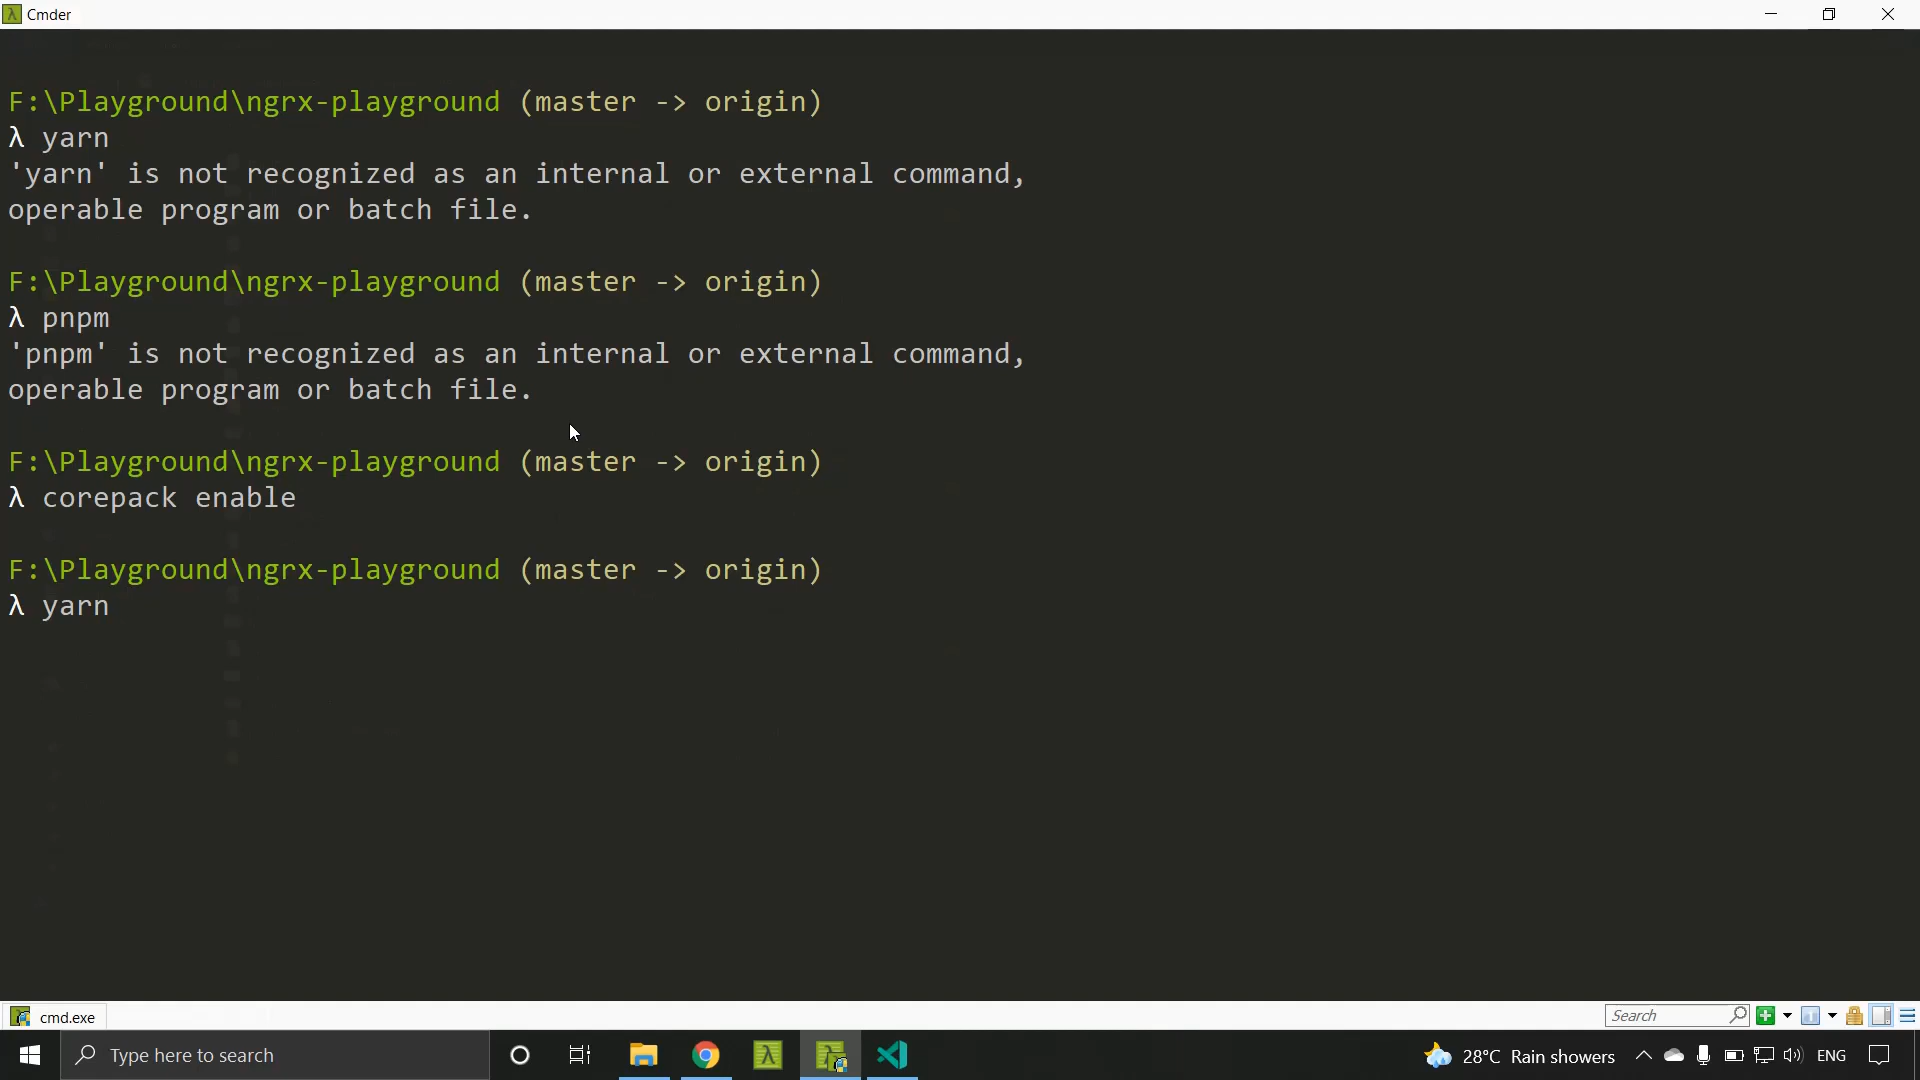 Cmder
F:\Playground\ngrx-playground (master -> origin)
λ yarn
'yarn' is not recognized as an internal or external command,
operable program or batch file.
F:\Playground\ngrx-playground (master -> origin)
λ pnpm
'pnpm' is not recognized as an internal or external command,
operable program or batch file.
F:\Playground\ngrx-playground (master -> origin)
λ corepack enable
F:\Playground\ngrx-playground (master -> origin)
λ yarn
cmd.exe
Search
Type here to search
28°C Rain showers
ENG